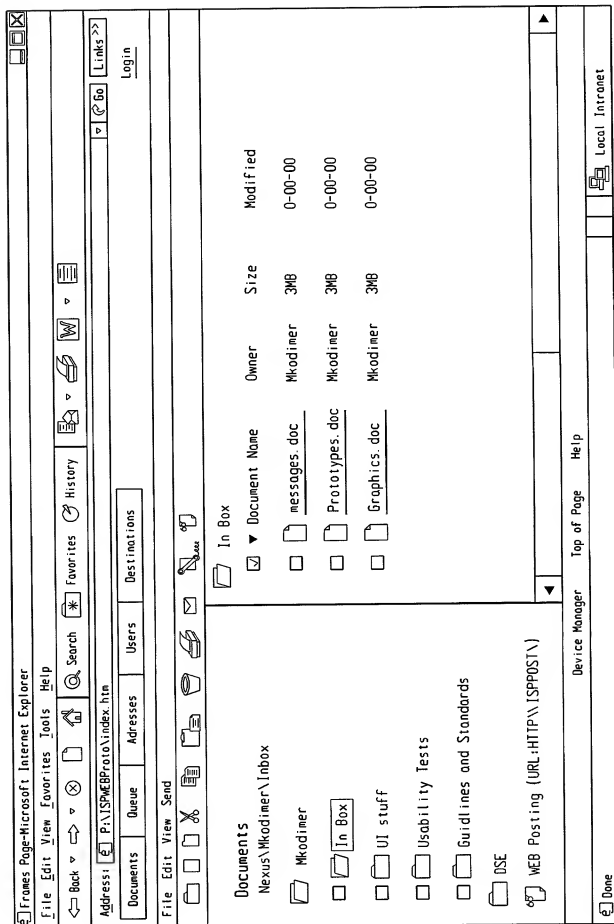 Frames Page-Microsoft Internet Explorer
File Edit View Favorites Tools Help
Back Search Favorites History
Address: P:\ISPWEBProto\index.htm Go Links >>
Documents Queue Adresses Users Destinations Login
File Edit View Send
Documents
Nexus\Mkodimer\Inbox
Mkodimer
In Box
UI stuff
Usability Tests
Guidlines and Standards
DSE
WEB Posting (URL:HTTP\\ISPPOST\)
In Box
Document Name Owner Size Modified
messages.doc Mkodimer 3MB 0-00-00
Prototypes.doc Mkodimer 3MB 0-00-00
Graphics.doc Mkodimer 3MB 0-00-00
Device Manager Top of Page Help
Done Local Intranet